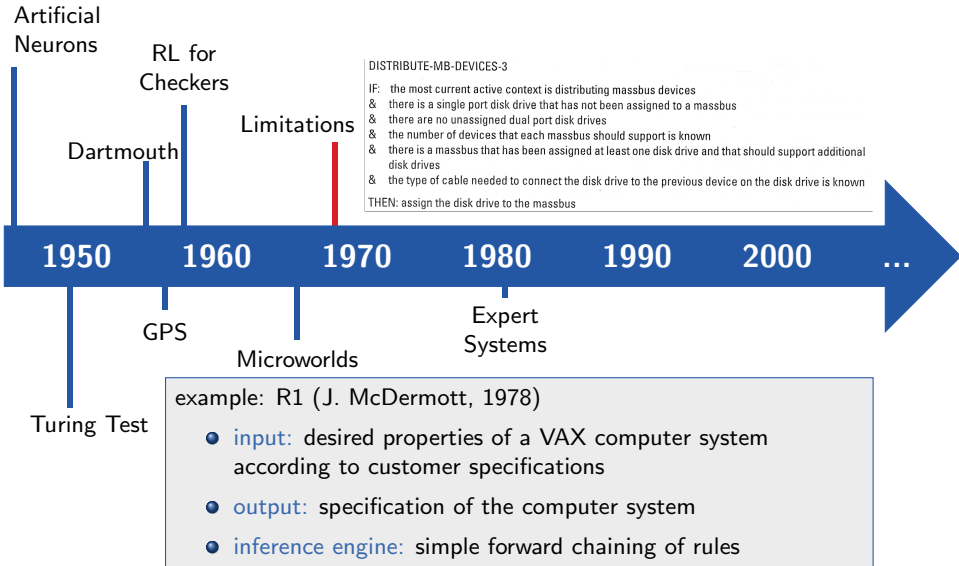 Artificial
Neurons
RL for
Checkers
Dartmouth
Limitations
DISTRIBUTE-MB-DEVICES-3
IF: the most current active context is distributing massbus devices
& there is a single port disk drive that has not been assigned to a massbus
& there are no unassigned dual port disk drives
& the number of devices that each massbus should support is known
& there is a massbus that has been assigned at least one disk drive and that should support additional
disk drives
& the type of cable needed to connect the disk drive to the previous device on the disk drive is known
THEN: assign the disk drive to the massbus
1950 1960 1970 1980 1990 2000 ...
GPS
Microworlds
Expert
Systems
Turing Test
example: R1 (J. McDermott, 1978)
input: desired properties of a VAX computer system
according to customer specifications
output: specification of the computer system
inference engine: simple forward chaining of rules